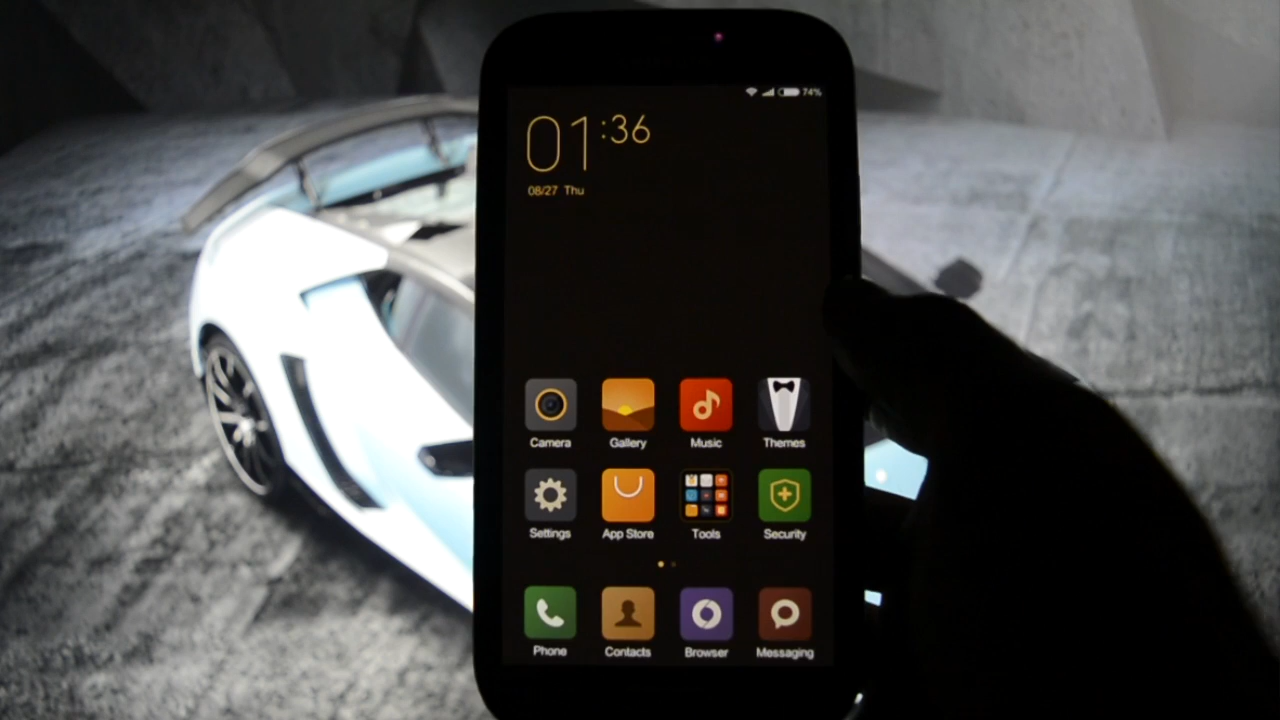 74%
01:36
08/27 Thu
Camera Gallery Music Themes
Settings App Store Tools Security
Phone Contacts Browser Messaging